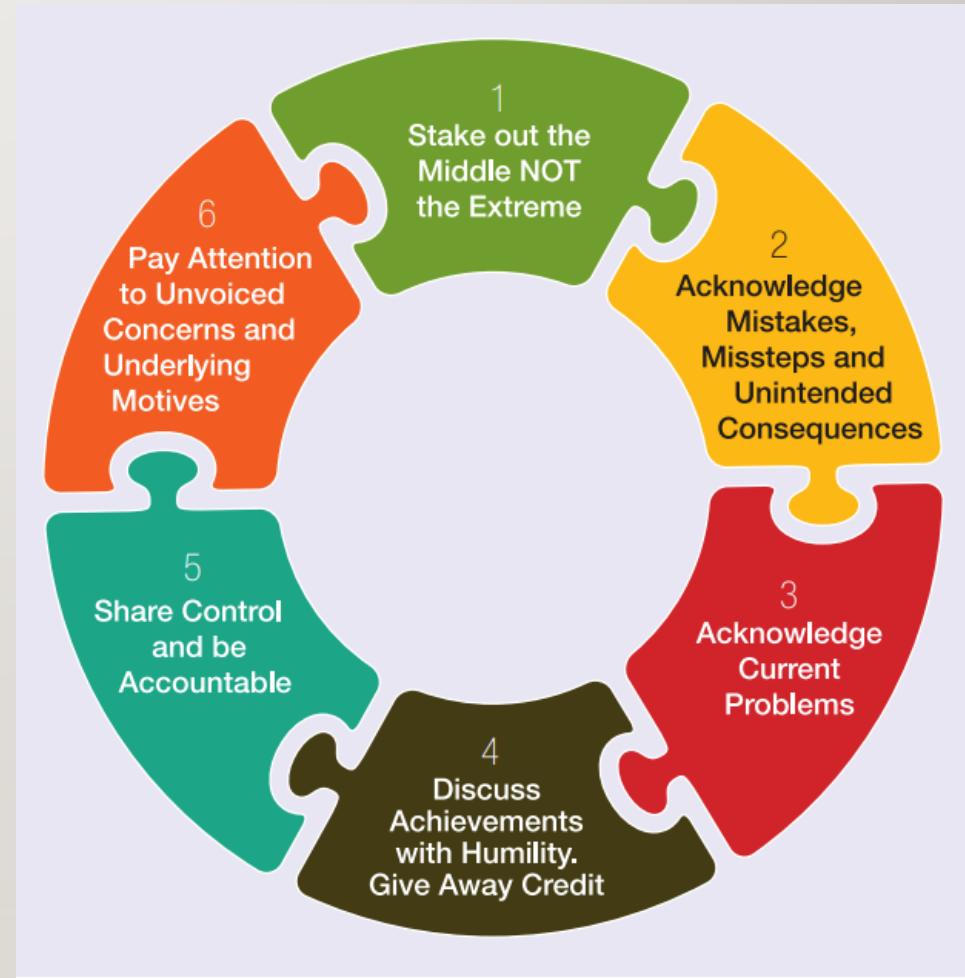 1
Stake out the
Middle NOT
the Extreme
2
Acknowledge
Mistakes,
Missteps and
Unintended
Consequences
3
Acknowledge
Current
Problems
4
Discuss
Achievements
with Humility.
Give Away Credit
5
Share Control
and be
Accountable
6
Pay Attention
to Unvoiced
Concerns and
Underlying
Motives